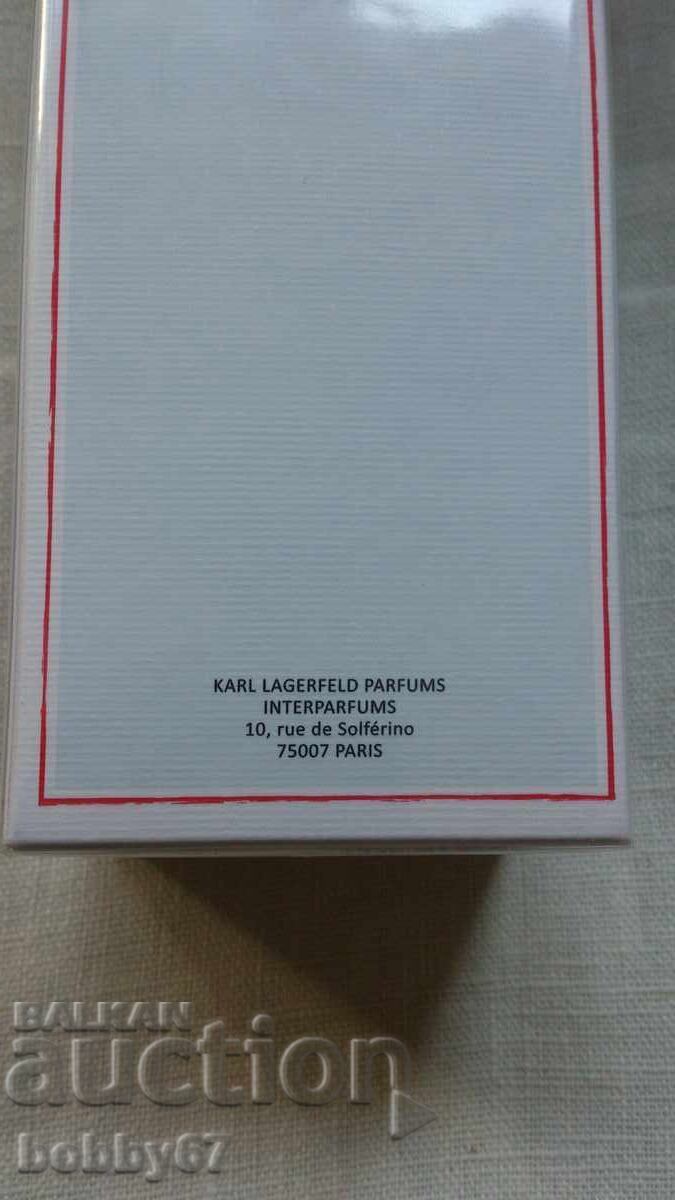 KARL LAGERFELD PARFUMS
INTERPARFUMS
10, rue de Solférino
75007 PARIS
BALKAN
auction
bobby67